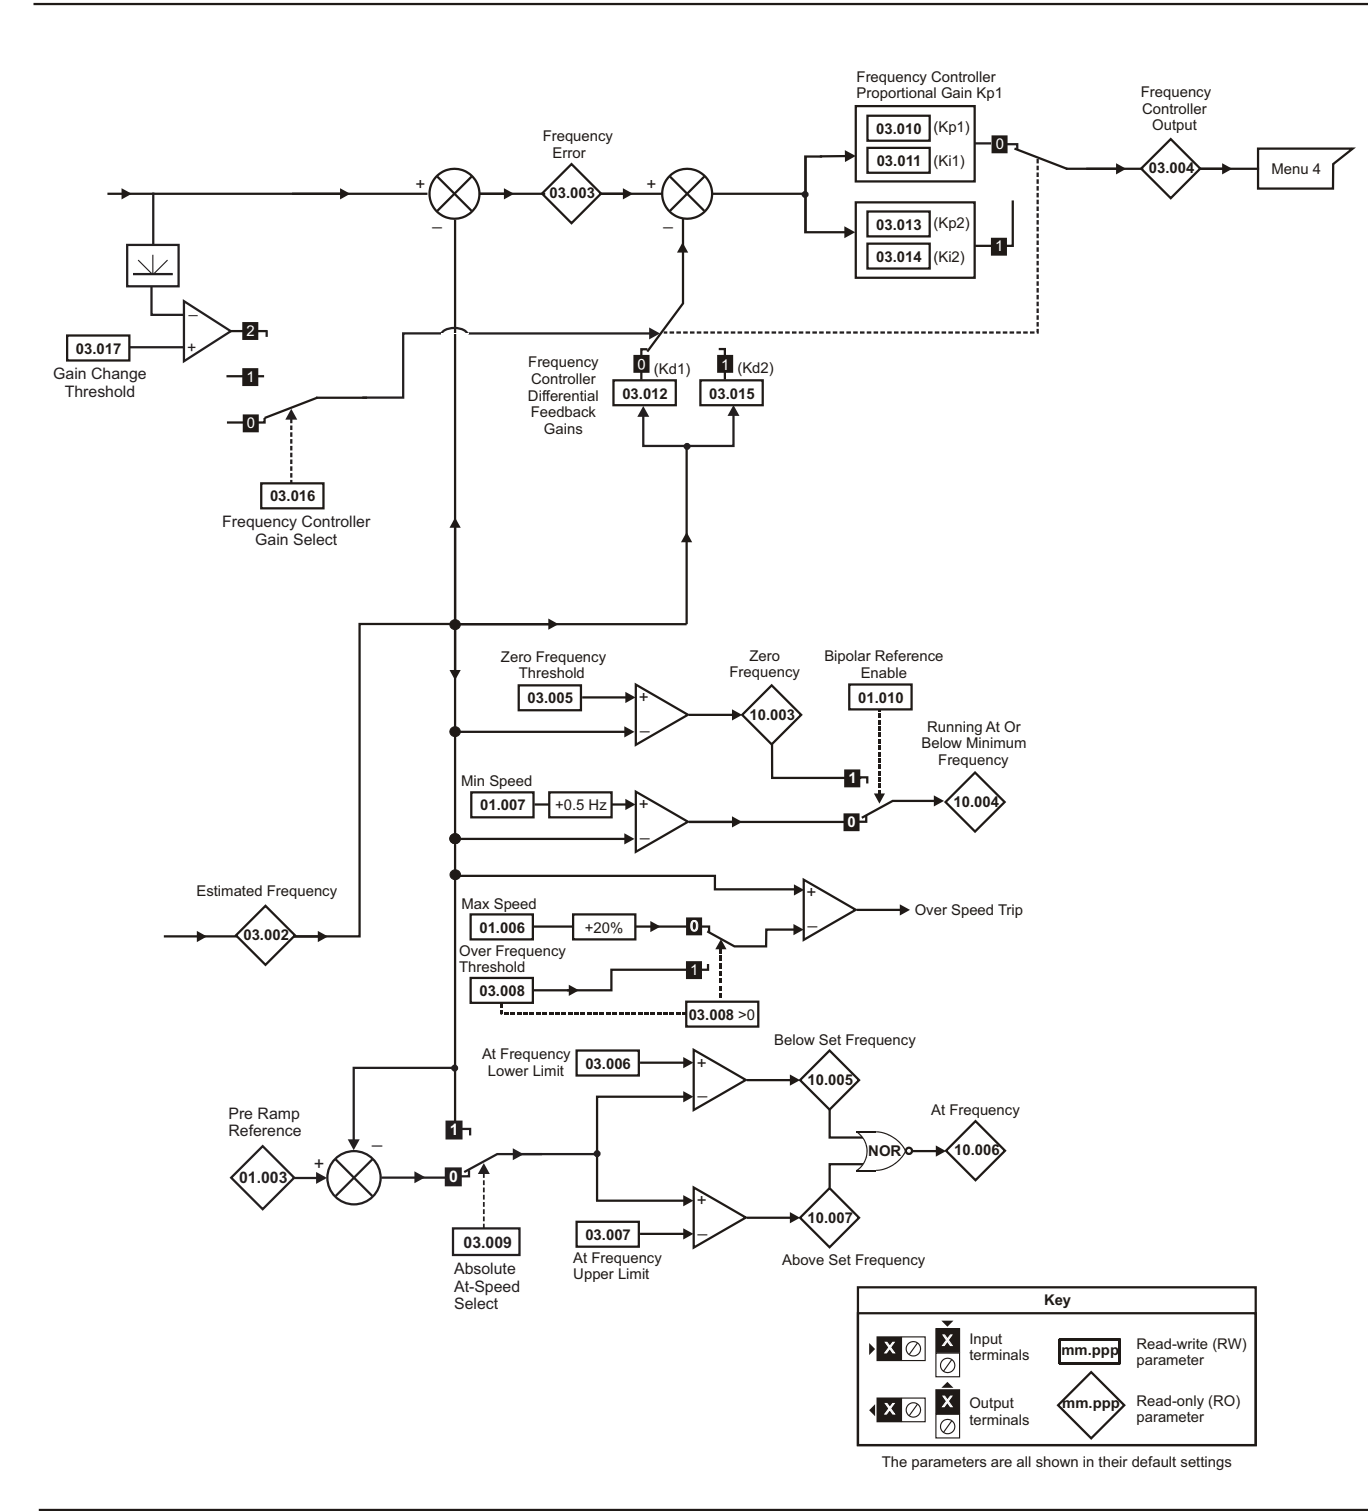 Frequency Controller
Proportional Gain Kp1
Frequency
Controller
Output
Frequency
Error
03.010 (Kp1)
0
03.011 (Ki1)
+
03.003
+
03.004
Menu 4
–
–
03.013 (Kp2)
1
03.014 (Ki2)
–
2
03.017
+
Gain Change
Threshold
1
0
03.016
Frequency Controller
Gain Select
Frequency
Controller
Differential
Feedback
Gains
0 (Kd1)
1 (Kd2)
03.012
03.015
Zero Frequency
Threshold
03.005
+
–
Zero
Frequency
10.003
Bipolar Reference
Enable
01.010
Running At Or
Below Minimum
Frequency
1
10.004
Min Speed
01.007
+0.5 Hz
+
–
0
Estimated Frequency
03.002
Max Speed
01.006
+20%
0
+
–
Over Speed Trip
Over Frequency
Threshold
03.008
1
03.008 >0
At Frequency
Lower Limit
03.006
+
–
Below Set Frequency
10.005
Pre Ramp
Reference
01.003
+
–
1
0
03.009
Absolute
At-Speed
Select
NOR
At Frequency
10.006
+
–
03.007
At Frequency
Upper Limit
10.007
Above Set Frequency
Key
X
X
Input
terminals
mm.ppp
Read-write (RW)
parameter
X
X
Output
terminals
mm.ppp
Read-only (RO)
parameter
The parameters are all shown in their default settings